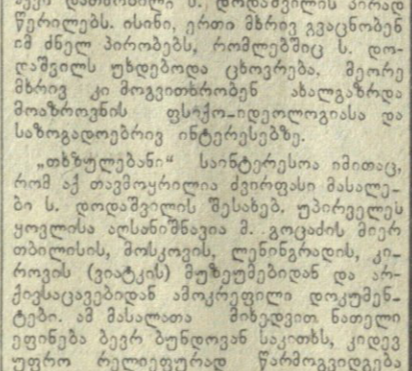 დათმობილი ს. დოდაშვილის პირად
წერილებს. ისინი, ერთი მხრივ გვაცნობენ
იმ ძნელ პირობებს, რომლებშიც ს. დო-
დაშვილს უხდებოდა ცხოვრება. მეორე
მხრივ კი მოგვითხრობენ ახალგაზრდა
მოაზროვნის ფსიქო-იდეოლოგიასა და
საზოგადოებრივ ინტერესებზე.
„თხზულებანი“ საინტერესოა იმითაც,
რომ აქ თავმოყრილია ძვირფასი მასალე-
ბი ს. დოდაშვილის შესახებ. უპირველეს
ყოვლისა აღსანიშნავია მ. გოცაძის მიერ
თბილისის, მოსკოვის, ლენინგრადის, კი-
როვის (ვიატკის) მუზეუმებიდან და არ-
ქივსაცავებიდან ამოკრეფილი დოკუმენ-
ტები. ამ მასალათა მიხედვით ნათელი
ეფინება ბევრ ბუნდოვან საკითხს, კიდევ
უფრო რელიეფურად წარმოგვიდგება